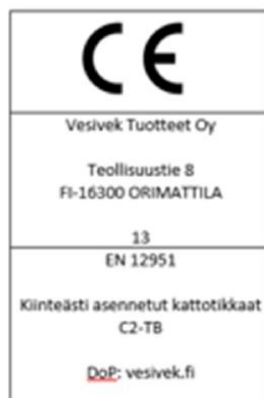 CE
Vesivek Tuotteet Oy
Teollisuustie 8
FI-16300 ORIMATTILA
13
EN 12951
Kiinteästi asennetut kattotikkaat
C2-TB
DoP: vesivek.fi